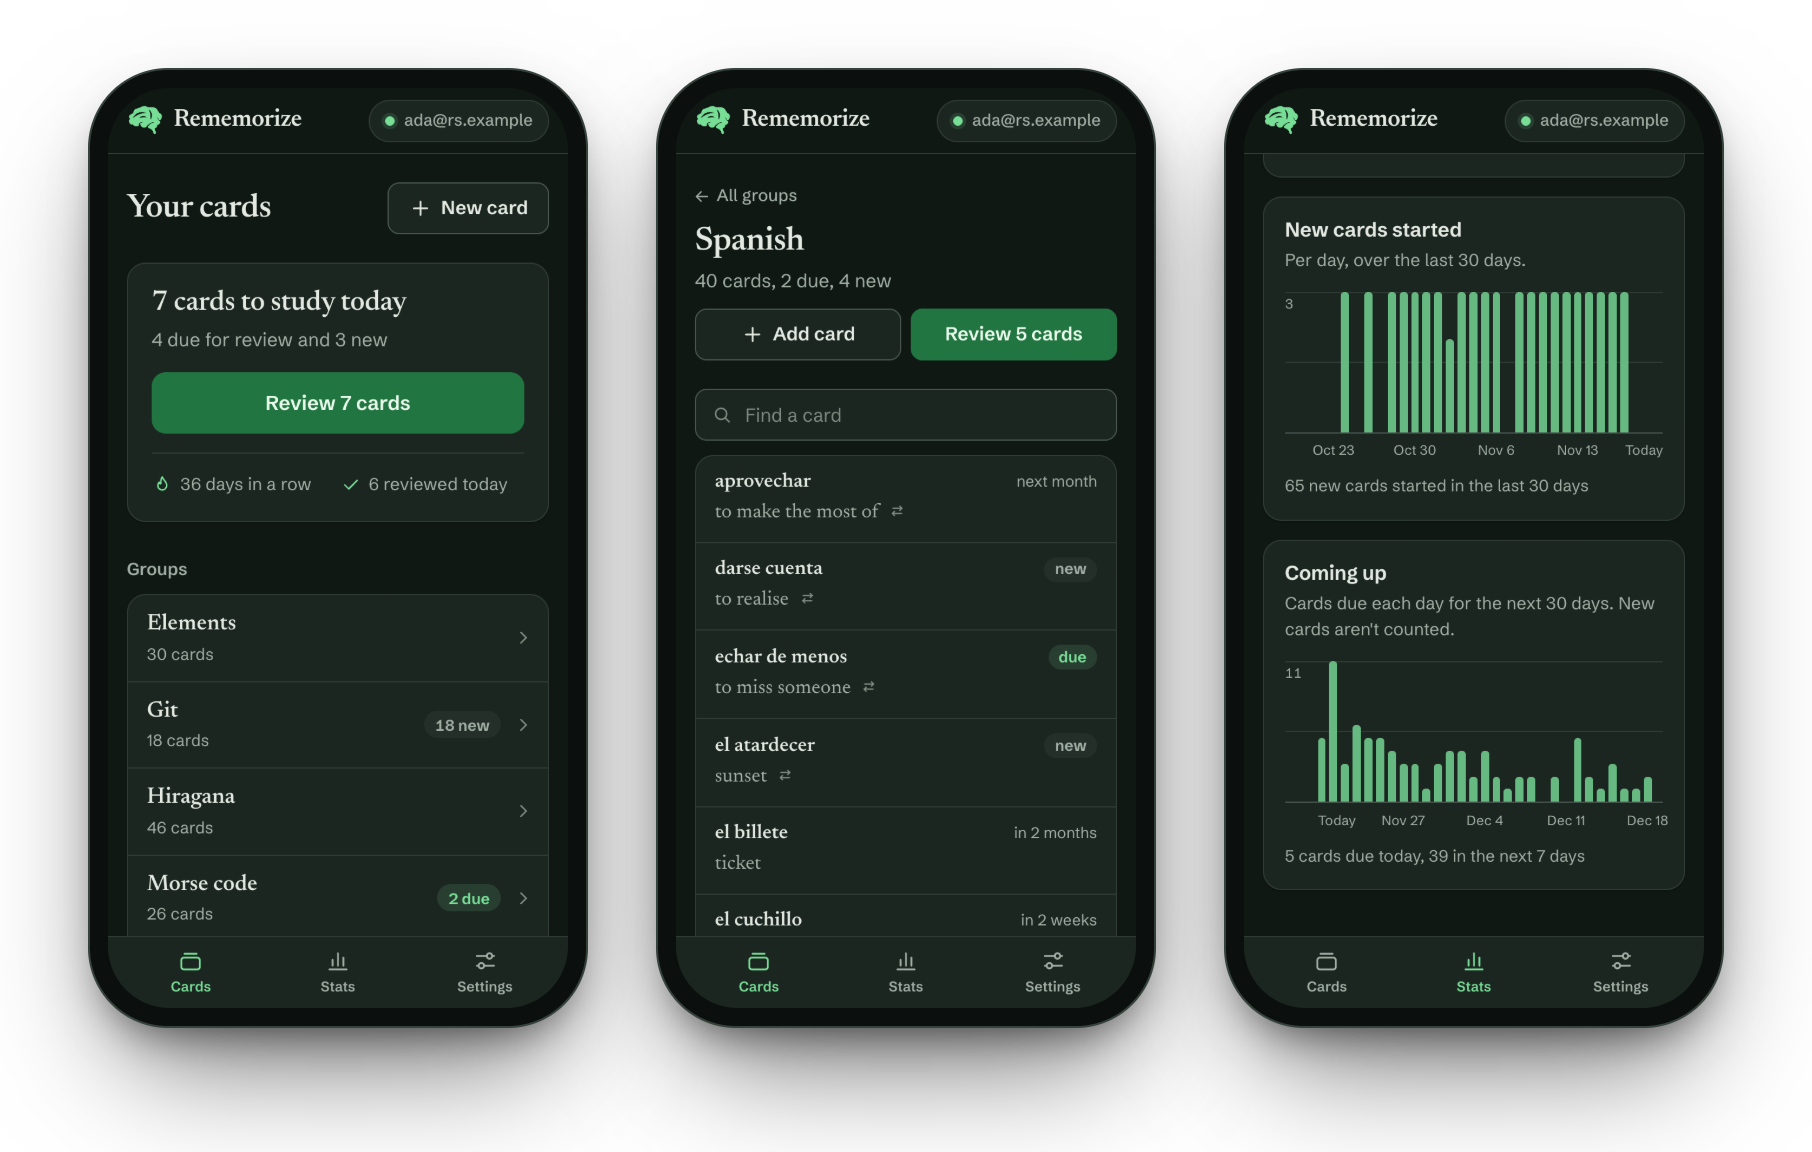 Rememorize
ada@rs.example
Your cards
New card
7 cards to study today
4 due for review and 3 new
Review 7 cards
36 days in a row
6 reviewed today
Groups
Elements
30 cards
Git
18 cards
18 new
Hiragana
46 cards
Morse code
26 cards
2 due
Cards
Stats
Settings
Rememorize
ada@rs.example
All groups
Spanish
40 cards, 2 due, 4 new
Add card
Review 5 cards
Find a card
aprovechar
next month
to make the most of
darse cuenta
new
to realise
echar de menos
due
to miss someone
el atardecer
new
sunset
el billete
in 2 months
ticket
el cuchillo
in 2 weeks
Cards
Stats
Settings
Rememorize
ada@rs.example
New cards started
Per day, over the last 30 days.
3
Oct 23
Oct 30
Nov 6
Nov 13
Today
65 new cards started in the last 30 days
Coming up
Cards due each day for the next 30 days. New
cards aren't counted.
11
Today
Nov 27
Dec 4
Dec 11
Dec 18
5 cards due today, 39 in the next 7 days
Cards
Stats
Settings